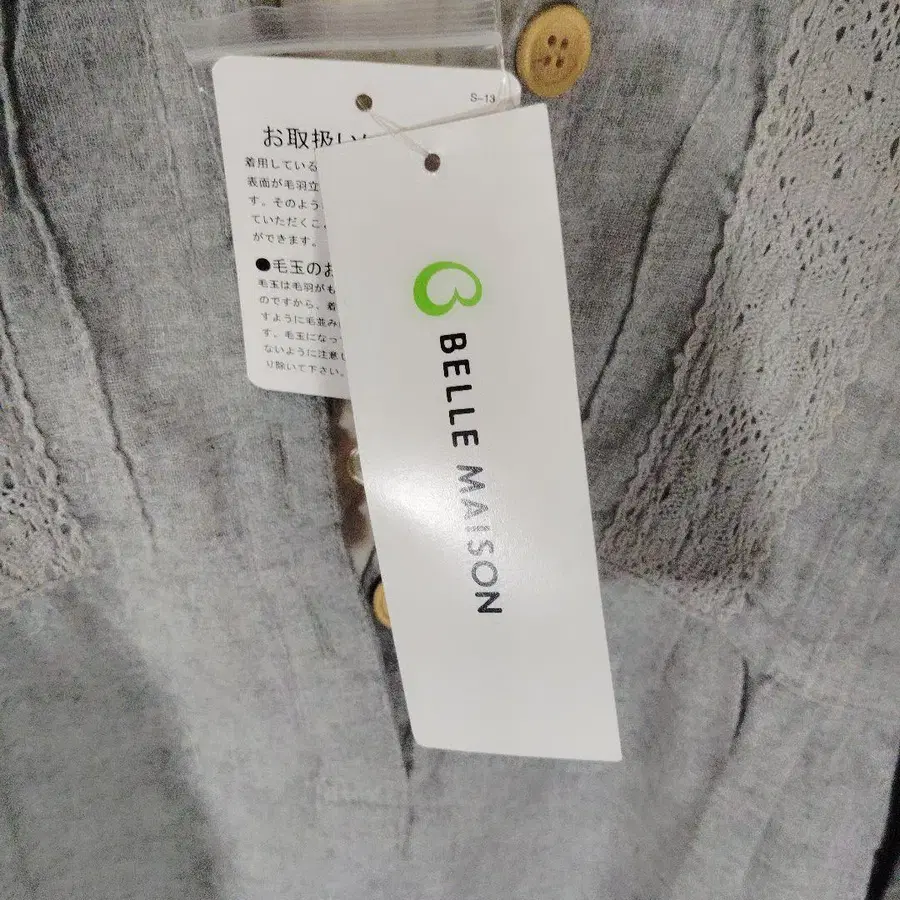 S-13
お取扱い
着用している
表面が毛羽立
す。そのよう
ていただくこ
ができます。
●毛玉のお
毛玉は毛羽がも
のですから、着
すように毛並み
す。毛玉になっ
ないように注意し
り除いて下さい。
BELLE MAISON